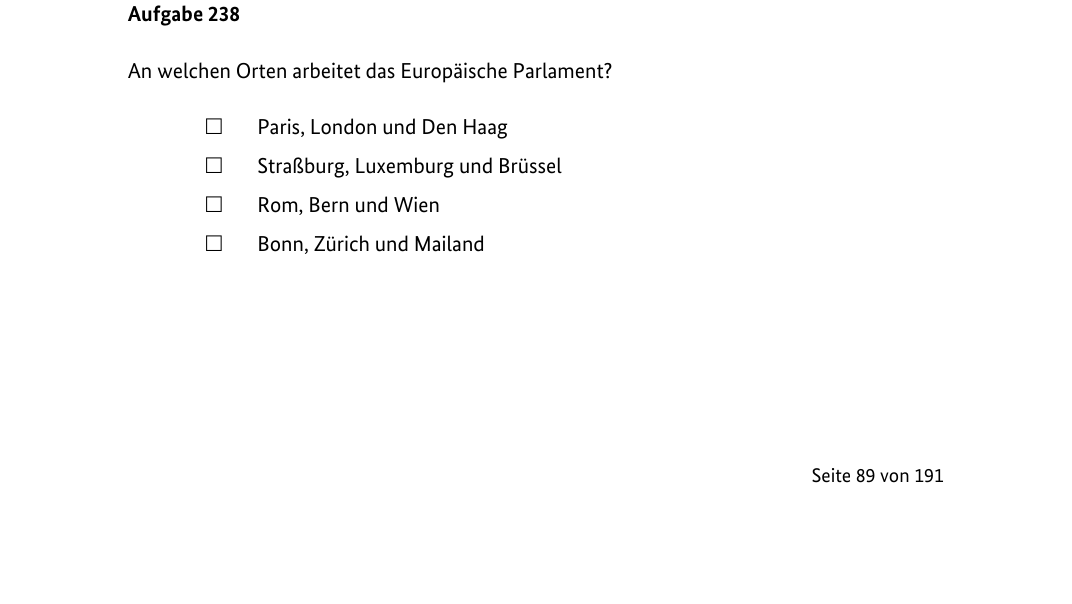 Aufgabe 238
An welchen Orten arbeitet das Europäische Parlament?
☐ Paris, London und Den Haag
☐ Straßburg, Luxemburg und Brüssel
☐ Rom, Bern und Wien
☐ Bonn, Zürich und Mailand
Seite 89 von 191